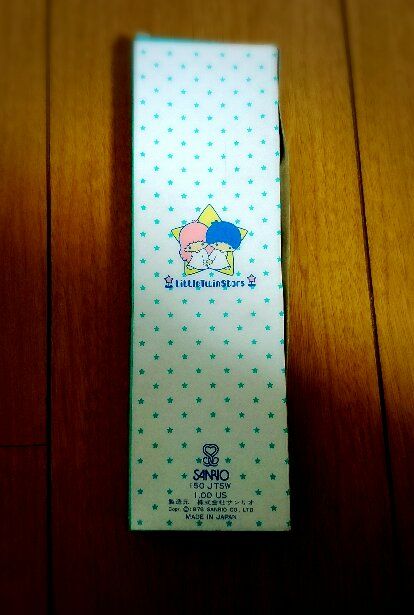 LittleTwinStars
SANRIO
150 JTSW
1.00 US
製造元 株式会社サンリオ
Copr. ©1976 SANRIO CO., LTD
MADE IN JAPAN